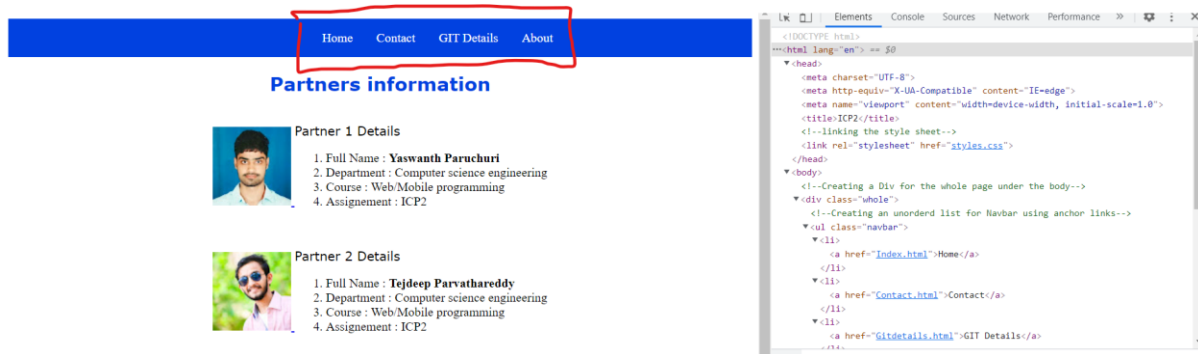 Home Contact GIT Details About
Partners information
Partner 1 Details
1. Full Name : Yaswanth Paruchuri
2. Department : Computer science engineering
3. Course : Web/Mobile programming
4. Assignement : ICP2
Partner 2 Details
1. Full Name : Tejdeep Parvathareddy
2. Department : Computer science engineering
3. Course : Web/Mobile programming
4. Assignement : ICP2
Elements Console Sources Network Performance »
<!DOCTYPE html>
···<html lang="en"> == $0
▼<head>
<meta charset="UTF-8">
<meta http-equiv="X-UA-Compatible" content="IE=edge">
<meta name="viewport" content="width=device-width, initial-scale=1.0">
<title>ICP2</title>
<!--linking the style sheet-->
<link rel="stylesheet" href="styles.css">
</head>
▼<body>
<!--Creating a Div for the whole page under the body-->
▼<div class="whole">
<!--Creating an unorderd list for Navbar using anchor links-->
▼<ul class="navbar">
▼<li>
<a href="Index.html">Home</a>
</li>
▼<li>
<a href="Contact.html">Contact</a>
</li>
▼<li>
<a href="Gitdetails.html">GIT Details</a>